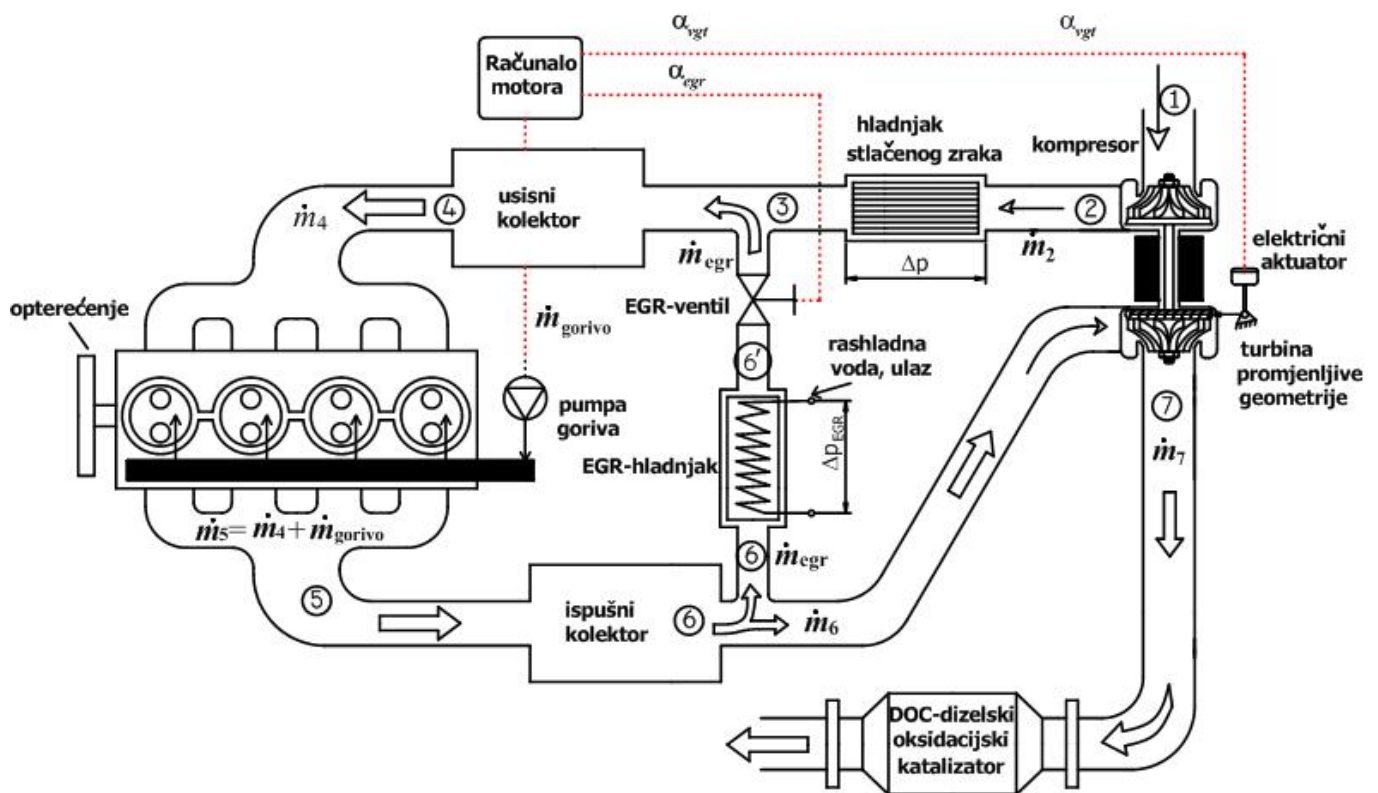 α_vgt
α_vgt
Računalo
motora
α_egr
1
hladnjak
stlačenog zraka
kompresor
usisni
kolektor
4
3
2
ṁ_4
ṁ_egr
ṁ_2
Δp
električni
aktuator
EGR-ventil
opterećenje
ṁ_gorivo
6'
rashladna
voda, ulaz
turbina
promjenljive
geometrije
pumpa
goriva
7
EGR-hladnjak
Δp_EGR
ṁ_7
ṁ_5= ṁ_4 + ṁ_gorivo
6
ṁ_egr
5
ispušni
kolektor
6
ṁ_6
DOC-dizelski
oksidacijski
katalizator